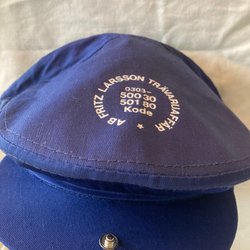 AB FRITZ LARSSON TRÄVARUAFFÄR
0303-
500 30
501 80
Kode